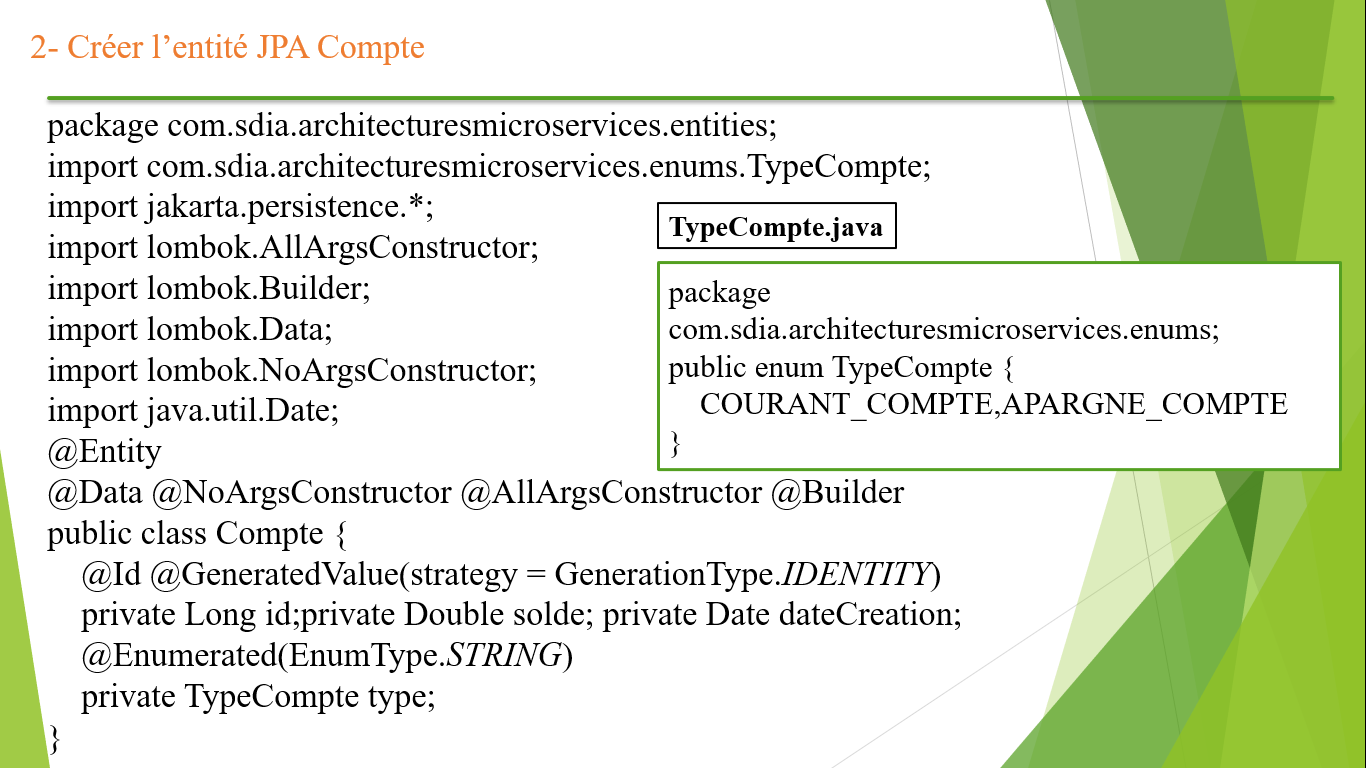 2- Créer l’entité JPA Compte
package com.sdia.architecturesmicroservices.entities;
import com.sdia.architecturesmicroservices.enums.TypeCompte;
import jakarta.persistence.*;
import lombok.AllArgsConstructor;
import lombok.Builder;
import lombok.Data;
import lombok.NoArgsConstructor;
import java.util.Date;
@Entity
@Data @NoArgsConstructor @AllArgsConstructor @Builder
public class Compte {
@Id @GeneratedValue(strategy = GenerationType.IDENTITY)
private Long id;private Double solde; private Date dateCreation;
@Enumerated(EnumType.STRING)
private TypeCompte type;
}
TypeCompte.java
package
com.sdia.architecturesmicroservices.enums;
public enum TypeCompte {
COURANT_COMPTE,APARGNE_COMPTE
}